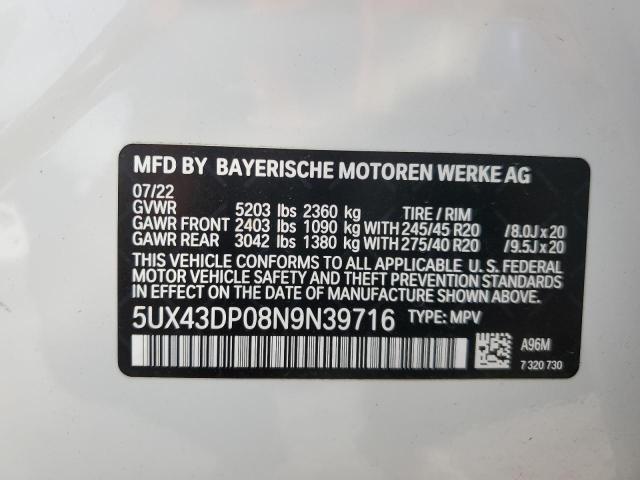 MFD BY BAYERISCHE MOTOREN WERKE AG
07/22
GVWR 5203 lbs 2360 kg TIRE / RIM
GAWR FRONT 2403 lbs 1090 kg WITH 245/45 R20 /8.0J x 20
GAWR REAR 3042 lbs 1380 kg WITH 275/40 R20 /9.5J x 20
THIS VEHICLE CONFORMS TO ALL APPLICABLE U. S. FEDERAL
MOTOR VEHICLE SAFETY AND THEFT PREVENTION STANDARDS
IN EFFECT ON THE DATE OF MANUFACTURE SHOWN ABOVE.
5UX43DP08N9N39716 TYPE: MPV
A96M
7 320 730